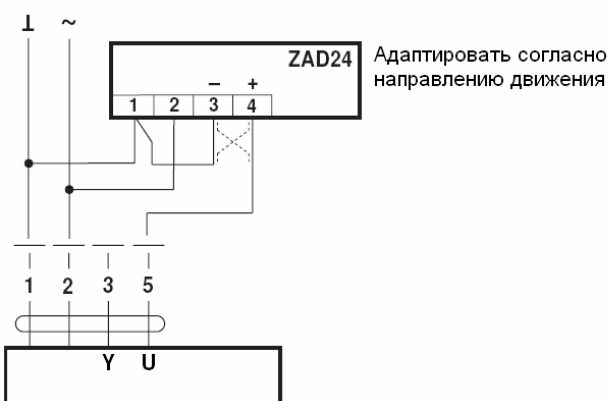 ⊥ ~
ZAD24
Адаптировать согласно
направлению движения
– +
1 2 3 4
1 2 3 5
Y U